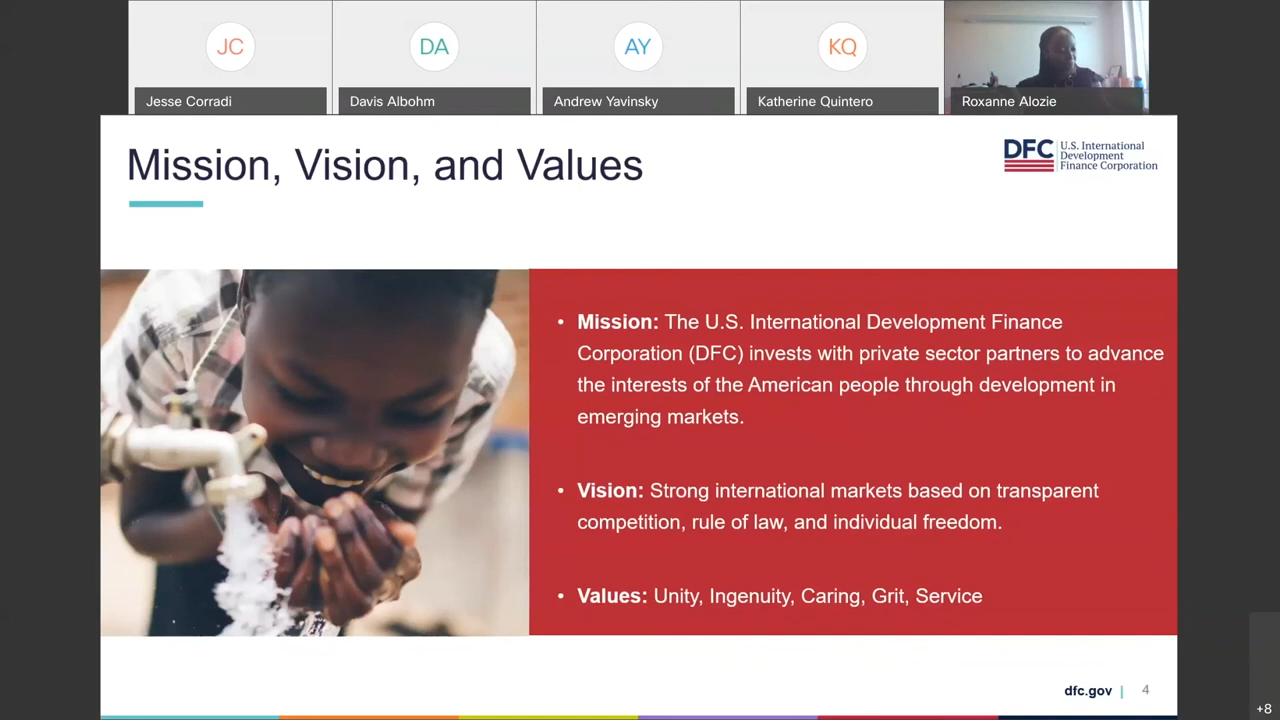 JC
DA
AY
KQ
Jesse Corradi
Davis Albohm
Andrew Yavinsky
Katherine Quintero
Roxanne Alozie
Mission, Vision, and Values
DFC
U.S. International
Development
Finance Corporation
• Mission: The U.S. International Development Finance
Corporation (DFC) invests with private sector partners to advance
the interests of the American people through development in
emerging markets.
• Vision: Strong international markets based on transparent
competition, rule of law, and individual freedom.
• Values: Unity, Ingenuity, Caring, Grit, Service
dfc.gov | 4
+8